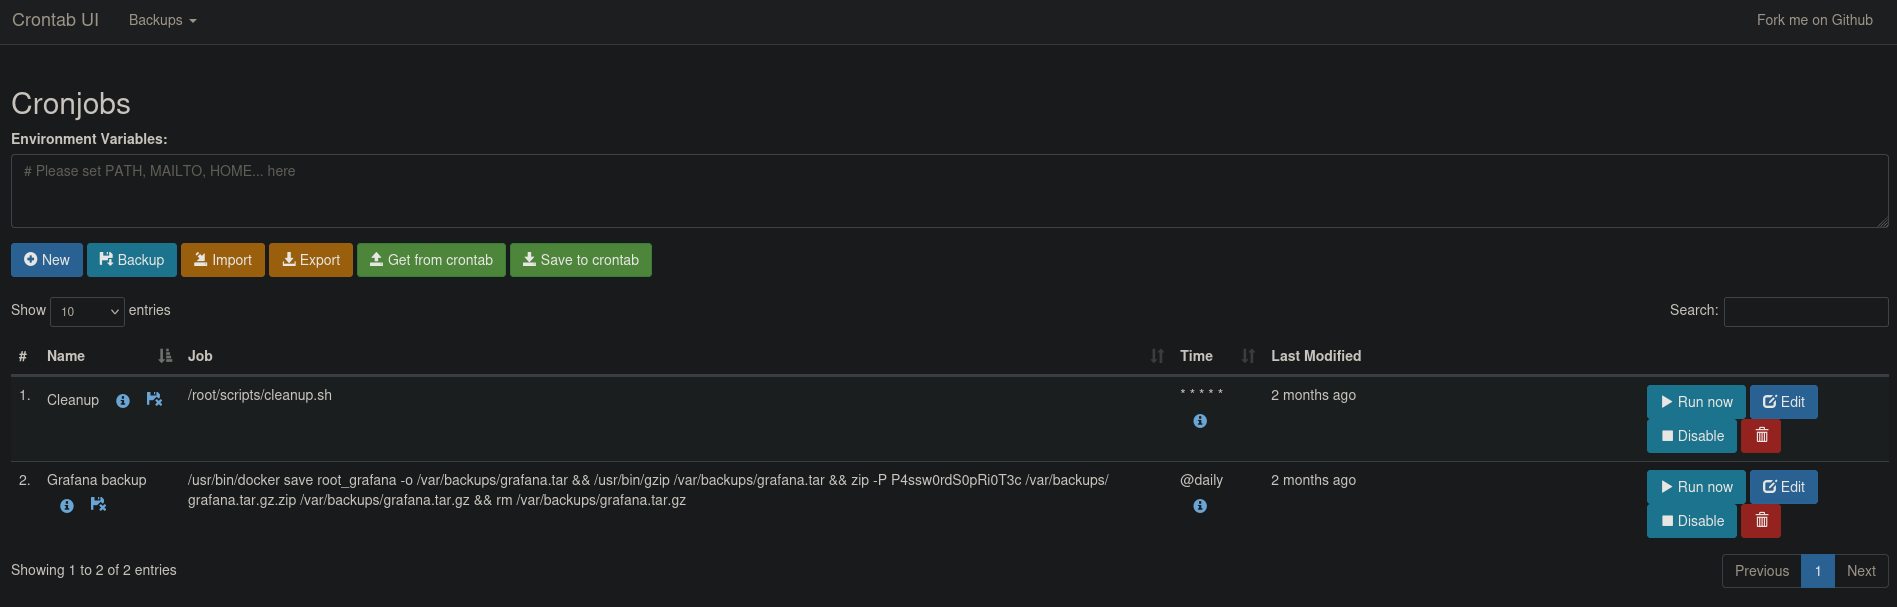 Crontab UI Backups Fork me on Github
Cronjobs
Environment Variables:
# Please set PATH, MAILTO, HOME... here
New Backup Import Export Get from crontab Save to crontab
Show 10 entries Search:
# Name Job Time Last Modified
1. Cleanup /root/scripts/cleanup.sh * * * * * 2 months ago Run now Edit
Disable
2. Grafana backup /usr/bin/docker save root_grafana -o /var/backups/grafana.tar && /usr/bin/gzip /var/backups/grafana.tar && zip -P P4ssw0rdS0pRi0T3c /var/backups/ @daily 2 months ago Run now Edit
grafana.tar.gz.zip /var/backups/grafana.tar.gz && rm /var/backups/grafana.tar.gz Disable
Showing 1 to 2 of 2 entries Previous 1 Next